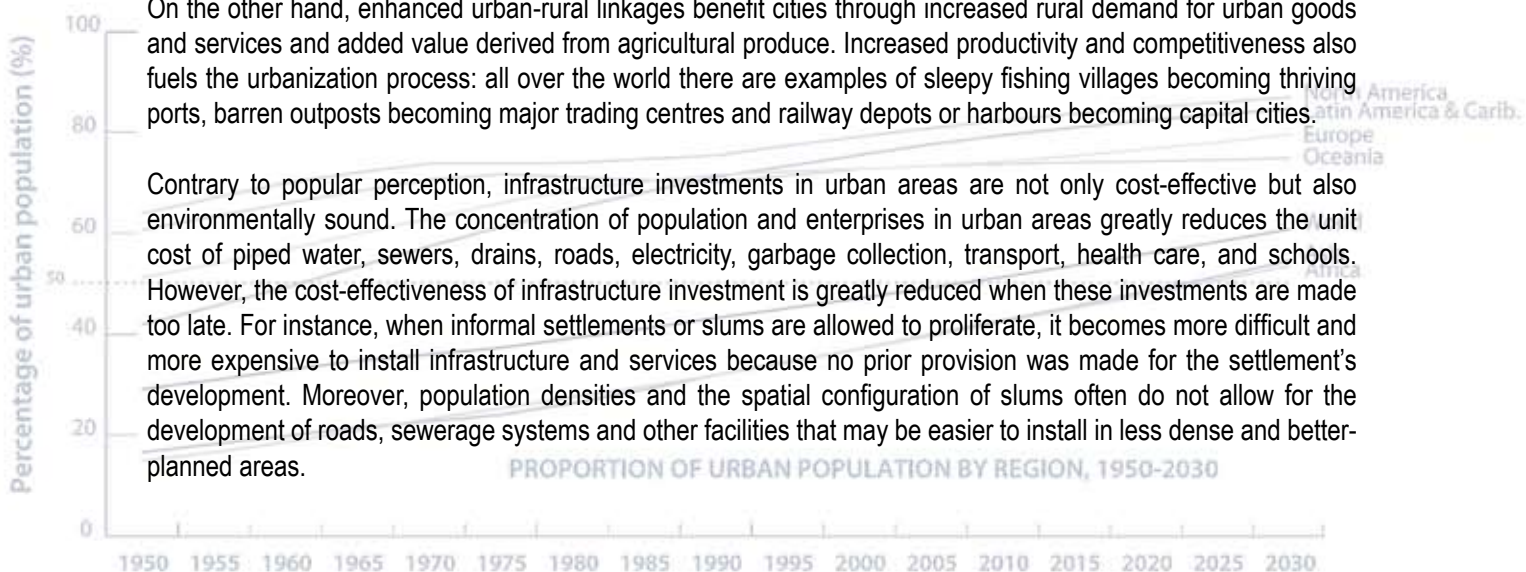 On the other hand, enhanced urban-rural linkages benefit cities through increased rural demand for urban goods
and services and added value derived from agricultural produce. Increased productivity and competitiveness also
fuels the urbanization process: all over the world there are examples of sleepy fishing villages becoming thriving
ports, barren outposts becoming major trading centres and railway depots or harbours becoming capital cities.
Contrary to popular perception, infrastructure investments in urban areas are not only cost-effective but also
environmentally sound. The concentration of population and enterprises in urban areas greatly reduces the unit
cost of piped water, sewers, drains, roads, electricity, garbage collection, transport, health care, and schools.
However, the cost-effectiveness of infrastructure investment is greatly reduced when these investments are made
too late. For instance, when informal settlements or slums are allowed to proliferate, it becomes more difficult and
more expensive to install infrastructure and services because no prior provision was made for the settlement's
development. Moreover, population densities and the spatial configuration of slums often do not allow for the
development of roads, sewerage systems and other facilities that may be easier to install in less dense and better-
planned areas.
PROPORTION OF URBAN POPULATION BY REGION, 1950-2030
Percentage of urban population (%)
100
80
60
50
40
20
0
North America
Latin America & Carib.
Europe
Oceania
Africa
1950 1955 1960 1965 1970 1975 1980 1985 1990 1995 2000 2005 2010 2015 2020 2025 2030